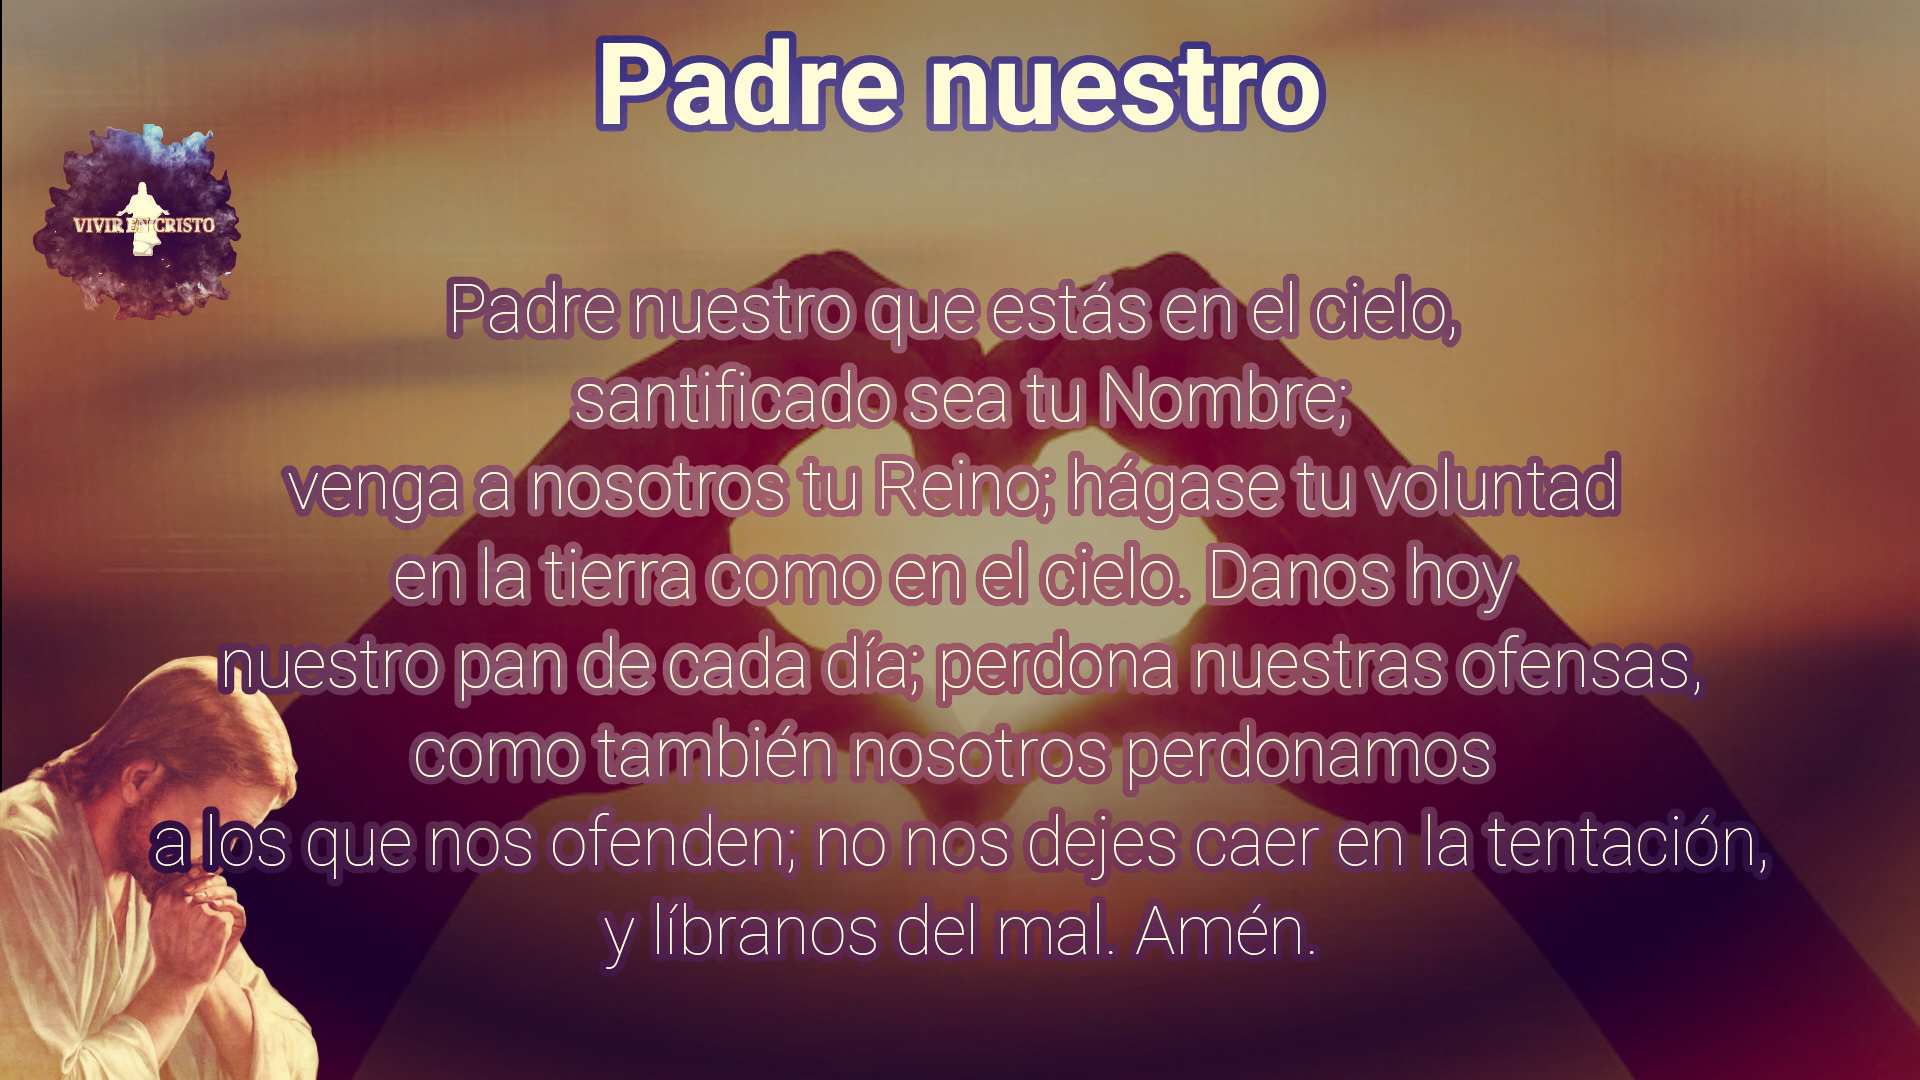 Padre nuestro
VIVIR EN CRISTO
Padre nuestro que estás en el cielo,
santificado sea tu Nombre;
venga a nosotros tu Reino; hágase tu voluntad
en la tierra como en el cielo. Danos hoy
nuestro pan de cada día; perdona nuestras ofensas,
como también nosotros perdonamos
a los que nos ofenden; no nos dejes caer en la tentación,
y líbranos del mal. Amén.